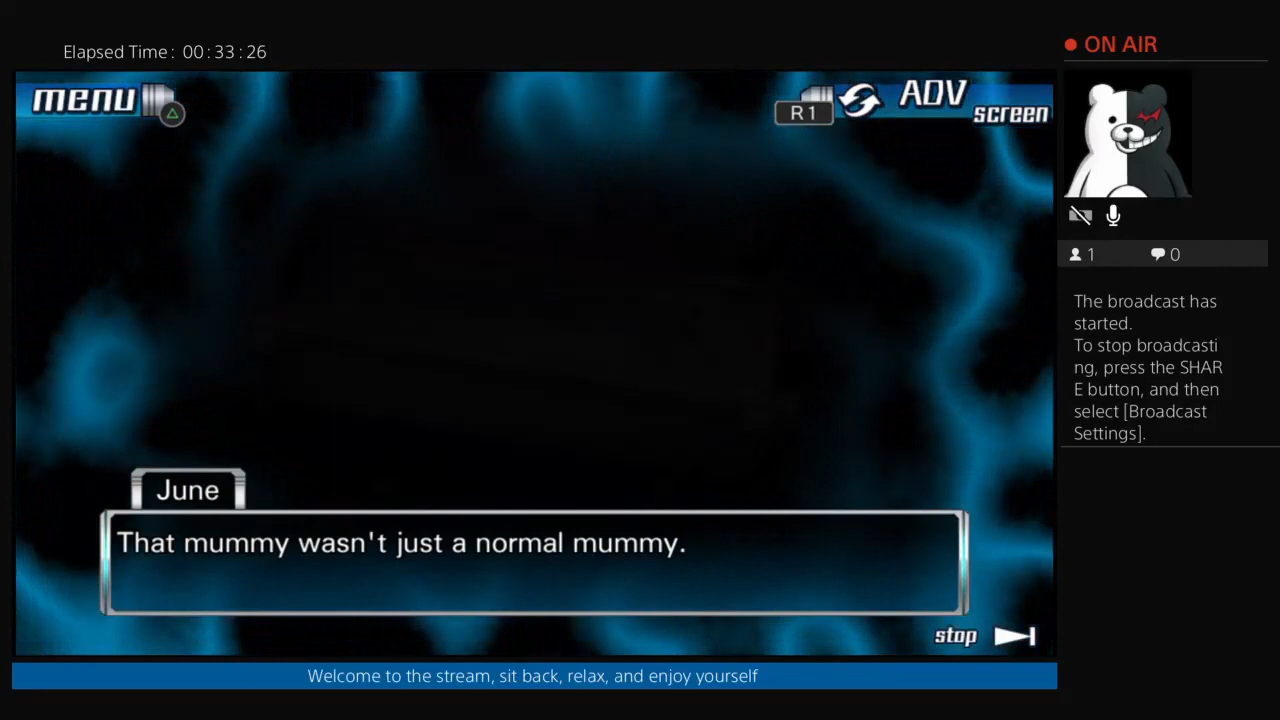 Elapsed Time: 00:33:26
ON AIR
menu
R1
ADV
screen
1
0
The broadcast has
started.
To stop broadcasti
ng, press the SHAR
E button, and then
select [Broadcast
Settings].
June
That mummy wasn't just a normal mummy.
stop
Welcome to the stream, sit back, relax, and enjoy yourself